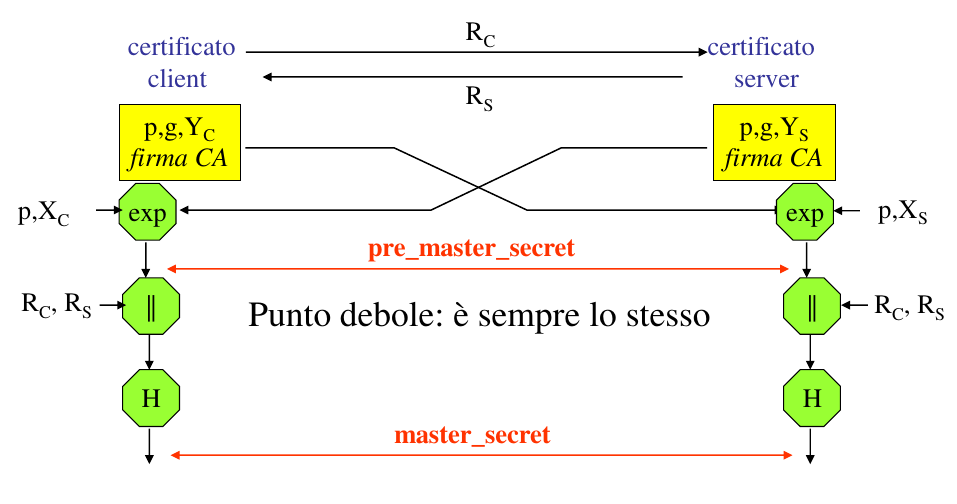 R_C
certificato
client
certificato
server
R_S
p,g,Y_C
firma CA
p,g,Y_S
firma CA
p,X_C
exp
exp
p,X_S
pre_master_secret
R_C, R_S
||
Punto debole: è sempre lo stesso
||
R_C, R_S
H
H
master_secret